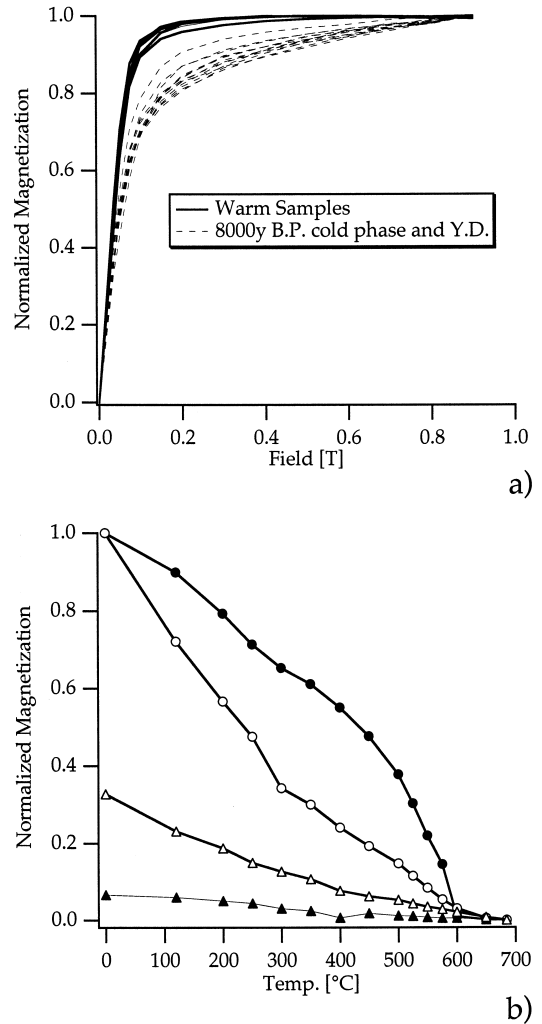 Normalized Magnetization
1.0
0.8
0.6
0.4
0.2
0.0
Warm Samples
8000y B.P. cold phase and Y.D.
0.0 0.2 0.4 0.6 0.8 1.0
Field [T]
a)
Normalized Magnetization
1.0
0.8
0.6
0.4
0.2
0.0
0 100 200 300 400 500 600 700
Temp. [°C]
b)